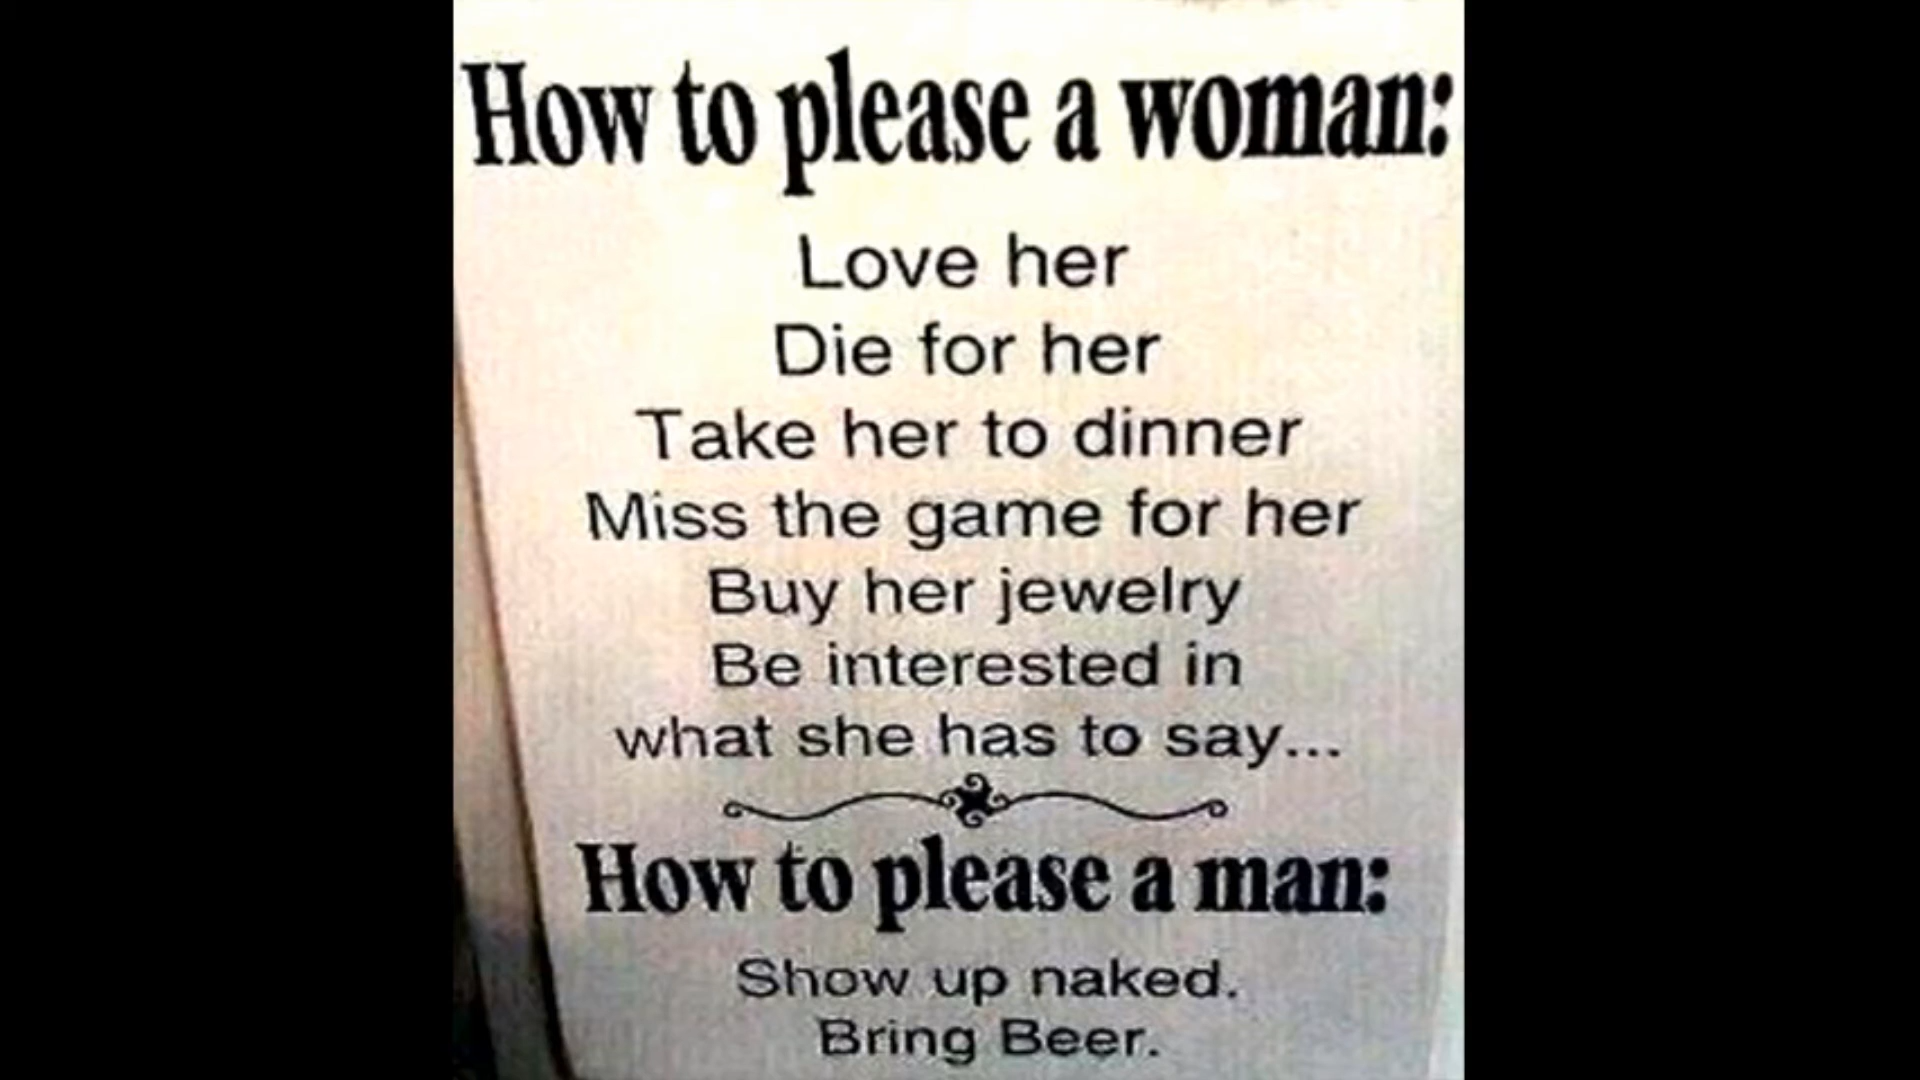 How to please a woman:
Love her
Die for her
Take her to dinner
Miss the game for her
Buy her jewelry
Be interested in
what she has to say...
How to please a man:
Show up naked.
Bring Beer.